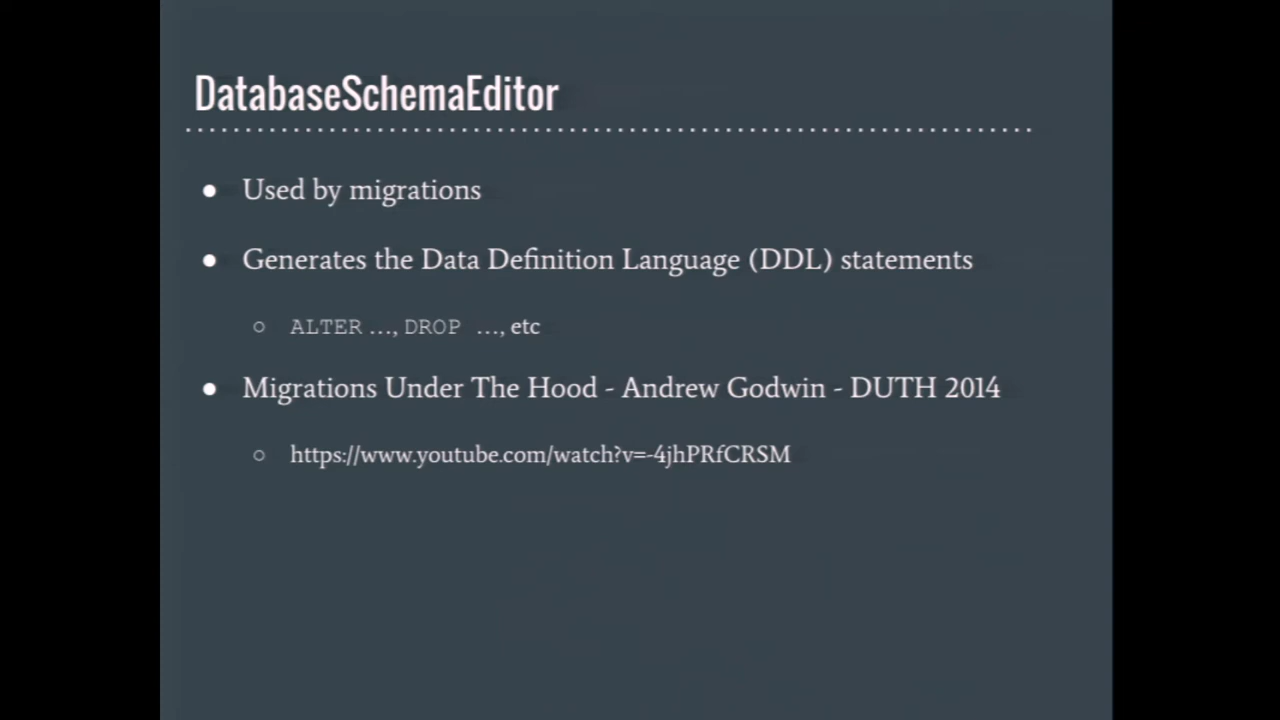 DatabaseSchemaEditor
● Used by migrations
● Generates the Data Definition Language (DDL) statements
○ ALTER …, DROP …, etc
● Migrations Under The Hood - Andrew Godwin - DUTH 2014
○ https://www.youtube.com/watch?v=-4jhPRfCRSM